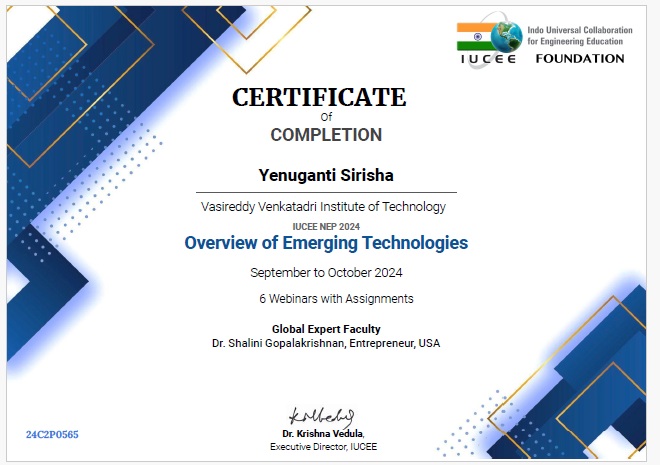 Indo Universal Collaboration
for Engineering Education
IUCEE FOUNDATION
CERTIFICATE
Of
COMPLETION
Yenuganti Sirisha
Vasireddy Venkatadri Institute of Technology
IUCEE NEP 2024
Overview of Emerging Technologies
September to October 2024
6 Webinars with Assignments
Global Expert Faculty
Dr. Shalini Gopalakrishnan, Entrepreneur, USA
24C2P0565
Dr. Krishna Vedula,
Executive Director, IUCEE